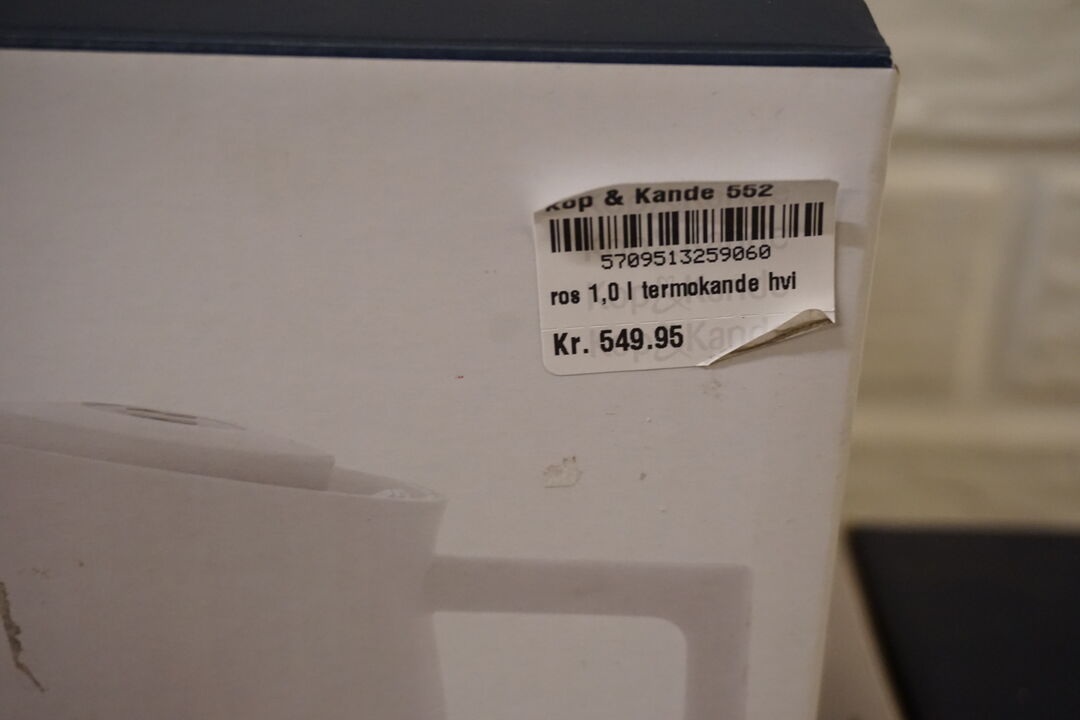 Kop & Kande 552
5709513259060
ros 1,0 l termokande hvi
Kr. 549.95